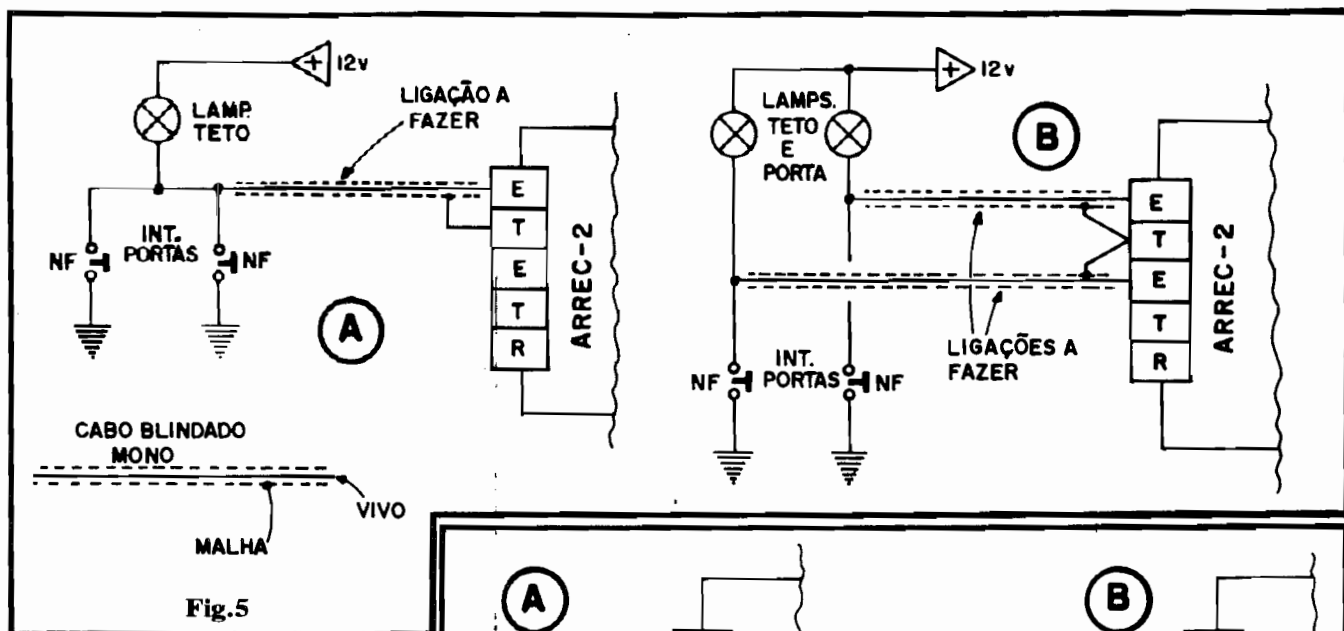 + 12v
LAMP.
TETO
LIGAÇÃO A
FAZER
E
T
E
T
R
ARREC-2
INT.
PORTAS
NF
NF
A
CABO BLINDADO
MONO
VIVO
MALHA
Fig.5
+ 12v
LAMPS.
TETO
E
PORTA
B
E
T
E
T
R
ARREC-2
LIGAÇÕES A
FAZER
INT.
PORTAS
NF
NF
A
B